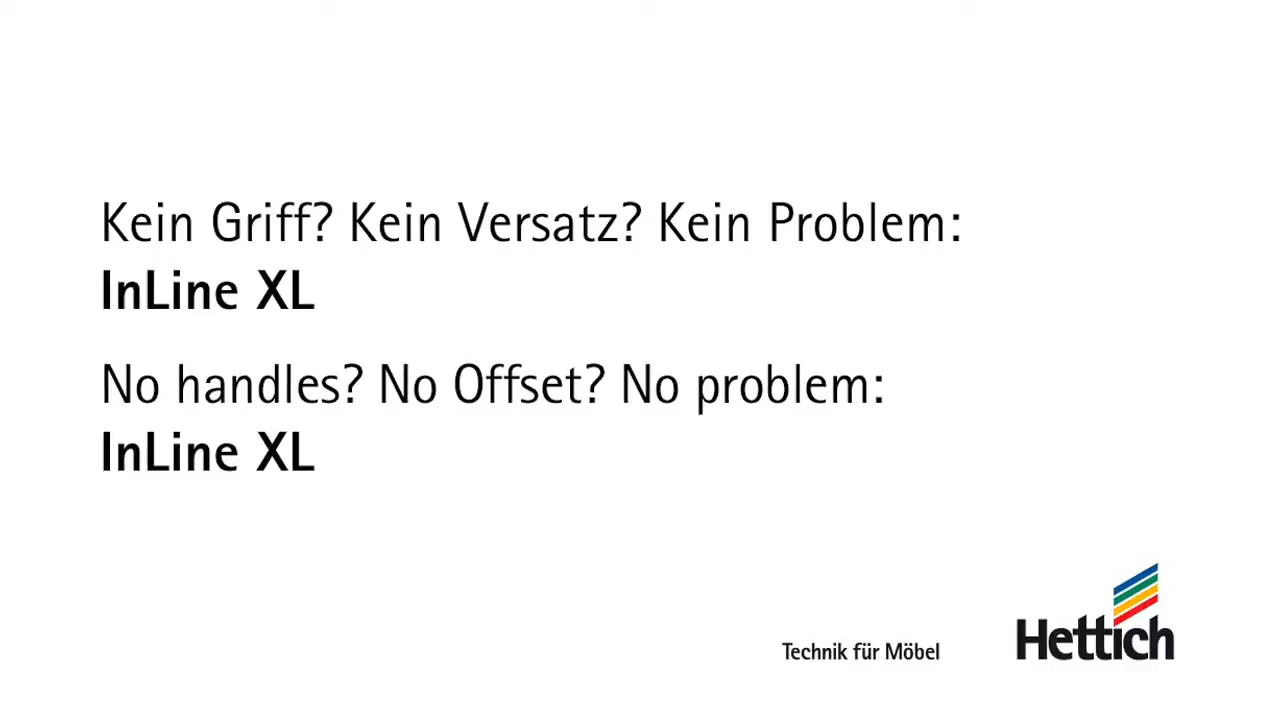 Kein Griff? Kein Versatz? Kein Problem:
InLine XL
No handles? No Offset? No problem:
InLine XL
Technik für Möbel
Hettich